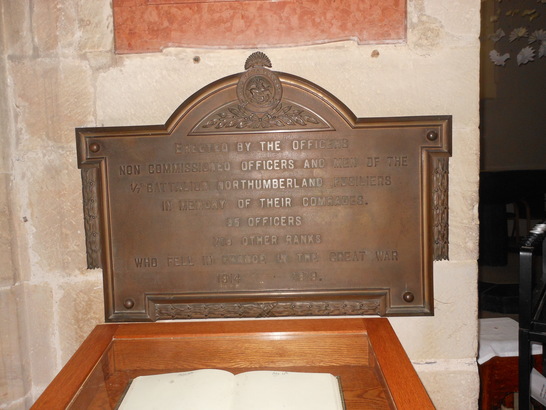 ERECTED BY THE OFFICERS
NON COMMISSIONED OFFICERS AND MEN OF THE
BATTALION NORTHUMBERLAND FUSILIERS
IN MEMORY OF THEIR COMRADES.
OFFICERS
OTHER RANKS
WHO FELL IN IN THE GREAT WAR